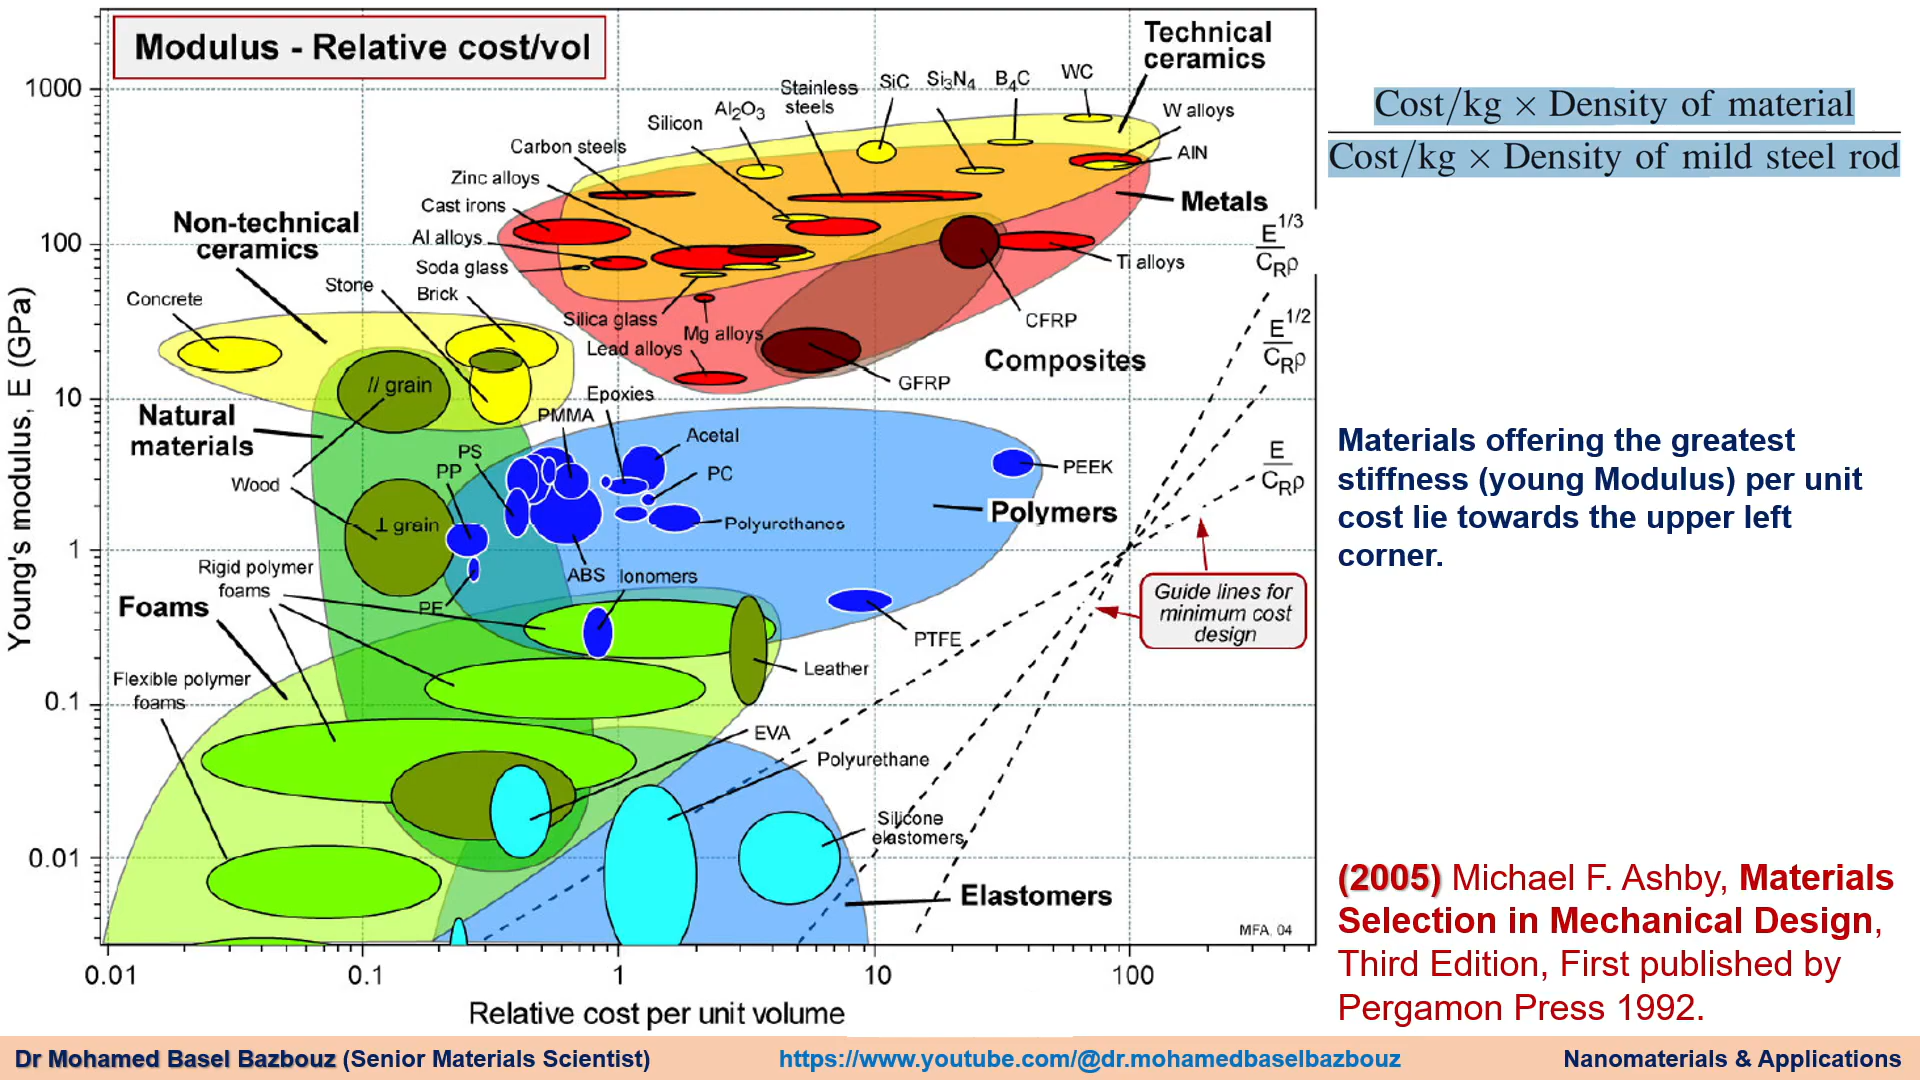 Modulus - Relative cost/vol
Technical
ceramics
1000
100
10
1
0.1
0.01
Young's modulus, E (GPa)
0.01
0.1
1
10
100
Relative cost per unit volume
Non-technical
ceramics
Concrete
Stone
Brick
Natural
materials
// grain
⊥ grain
Wood
Foams
Rigid polymer
foams
Flexible polymer
foams
Carbon steels
Zinc alloys
Cast irons
Al alloys
Soda glass
Silicon
Al₂O₃
Stainless
steels
SiC
Si₃N₄
B₄C
WC
W alloys
AlN
Metals
Ti alloys
CFRP
Composites
GFRP
Silica glass
Mg alloys
Lead alloys
Epoxies
PMMA
PS
PP
PE
Acetal
PC
PEEK
Polymers
Polyurethanes
ABS
Ionomers
PTFE
Leather
EVA
Polyurethane
Silicone
elastomers
Elastomers
E^1/3
C_Rρ
E^1/2
C_Rρ
E
C_Rρ
Guide lines for
minimum cost
design
MFA, 04
Cost/kg × Density of material
Cost/kg × Density of mild steel rod
Materials offering the greatest
stiffness (young Modulus) per unit
cost lie towards the upper left
corner.
(2005) Michael F. Ashby, Materials
Selection in Mechanical Design,
Third Edition, First published by
Pergamon Press 1992.
Dr Mohamed Basel Bazbouz (Senior Materials Scientist)
https://www.youtube.com/@dr.mohamedbaselbazbouz
Nanomaterials & Applications